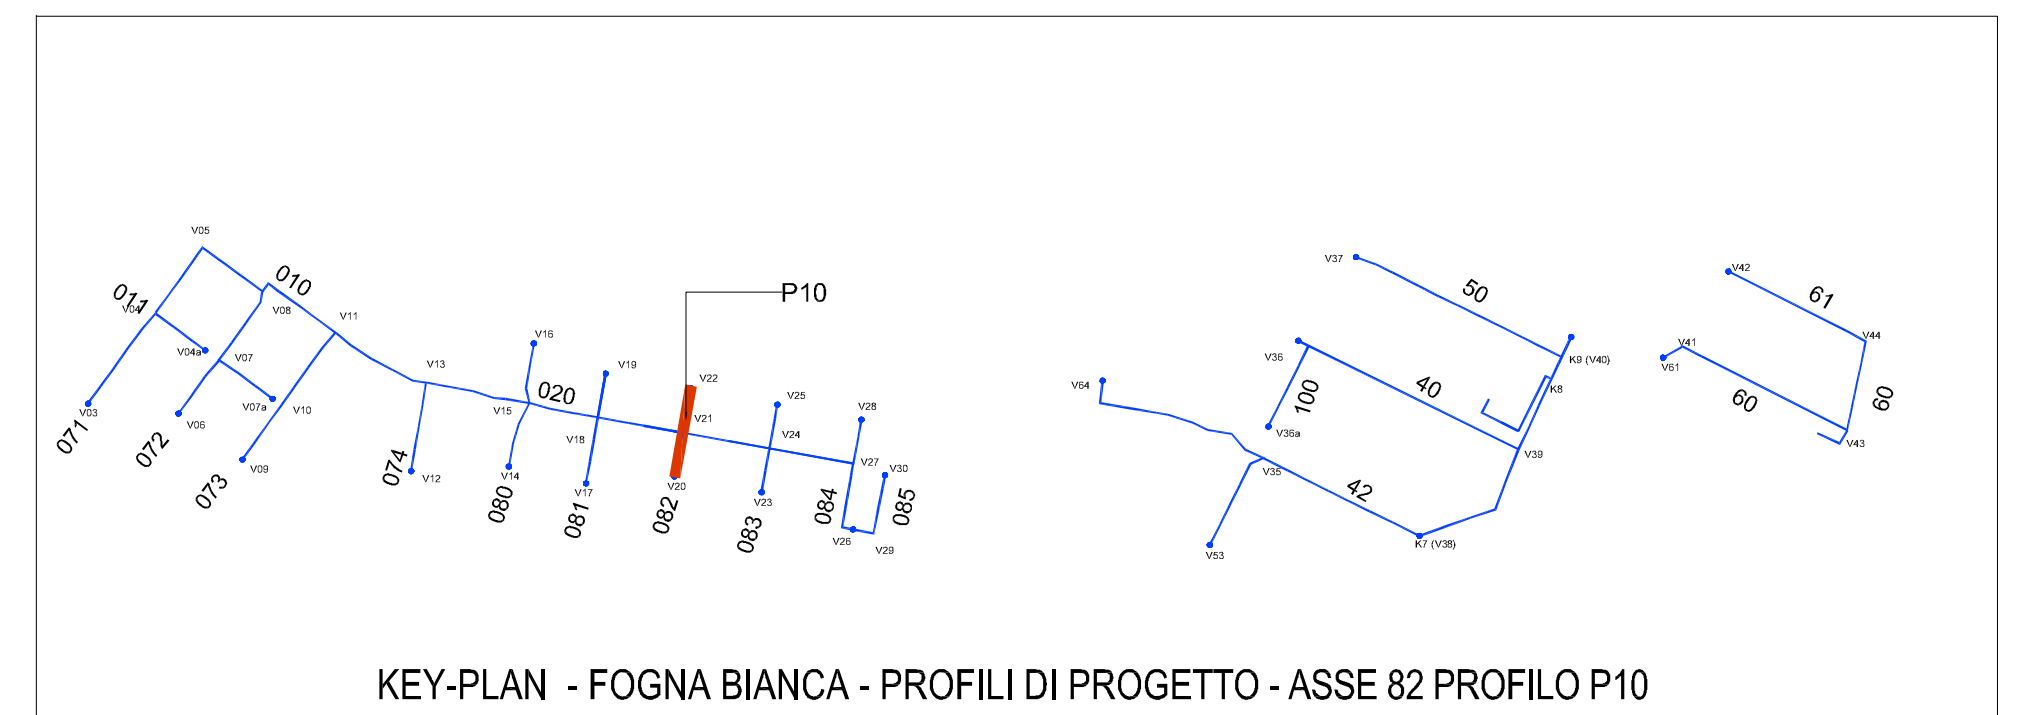 V05
010
011
V04
V08
V11
P10
V04a
V07
V13
V16
V19
V22
V03
071
V06
072
V07a
V10
V09
073
074
V12
V15
020
V14
080
V18
V17
081
V21
V20
082
V25
V24
V23
083
V28
V27
V30
084
085
V26
V29
V37
50
V42
61
V36
K9 (V40)
V41
V44
V61
V64
100
40
K8
60
60
V36a
V39
V43
V35
42
V53
K7 (V38)
KEY-PLAN - FOGNA BIANCA - PROFILI DI PROGETTO - ASSE 82 PROFILO P10